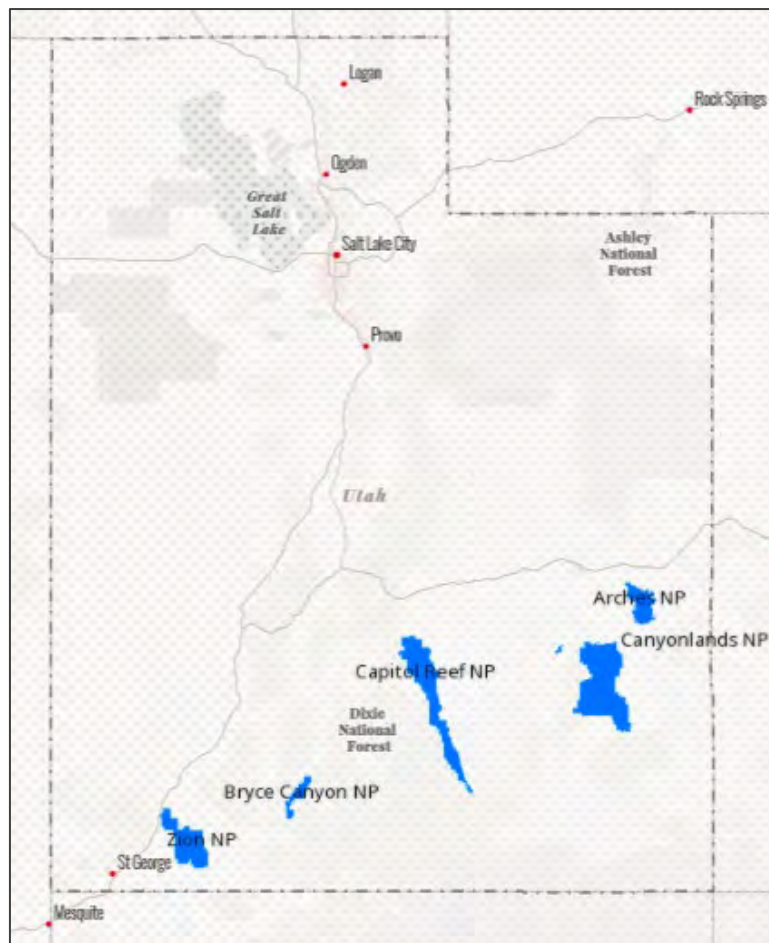 Logan
Rock Springs
Ogden
Great
Salt
Lake
Salt Lake City
Ashley
National
Forest
Provo
Utah
Arches NP
Canyonlands NP
Capitol Reef NP
Dixie
National
Forest
Bryce Canyon NP
Zion NP
St George
Mesquite